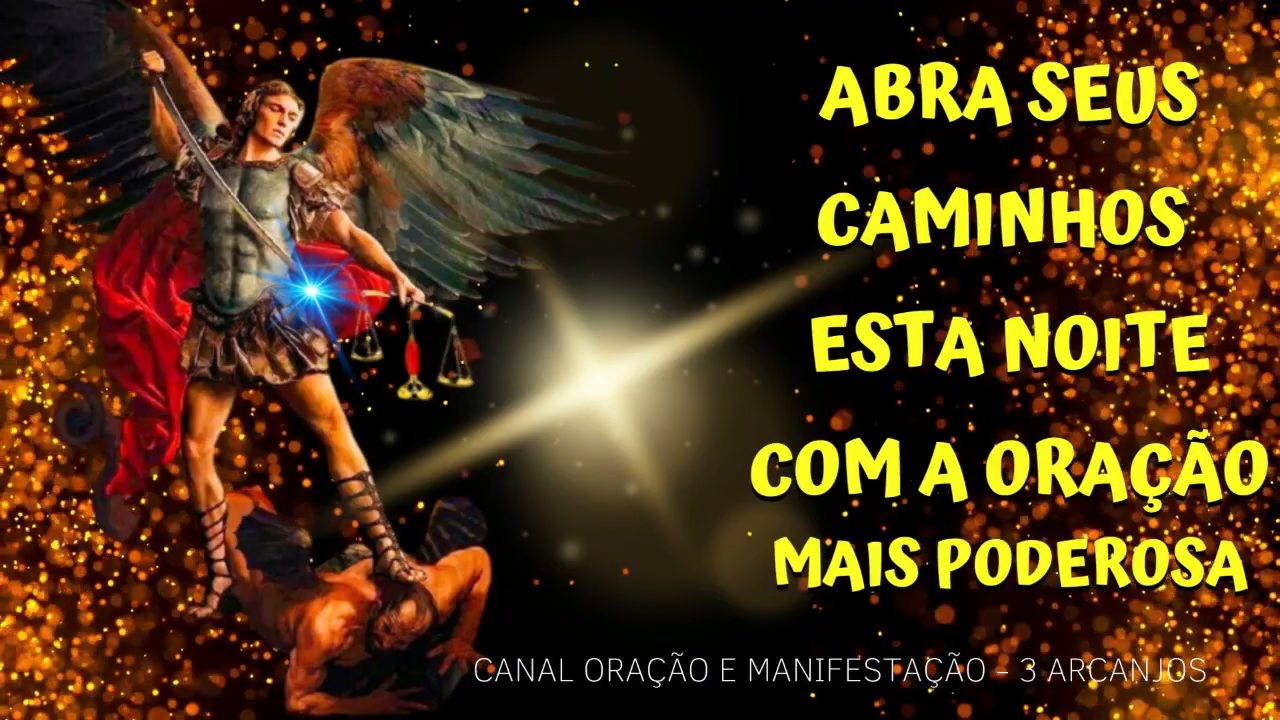 ABRA SEUS
CAMINHOS
ESTA NOITE
COM A ORAÇÃO
MAIS PODEROSA
CANAL ORAÇÃO E MANIFESTAÇÃO - 3 ARCANJOS